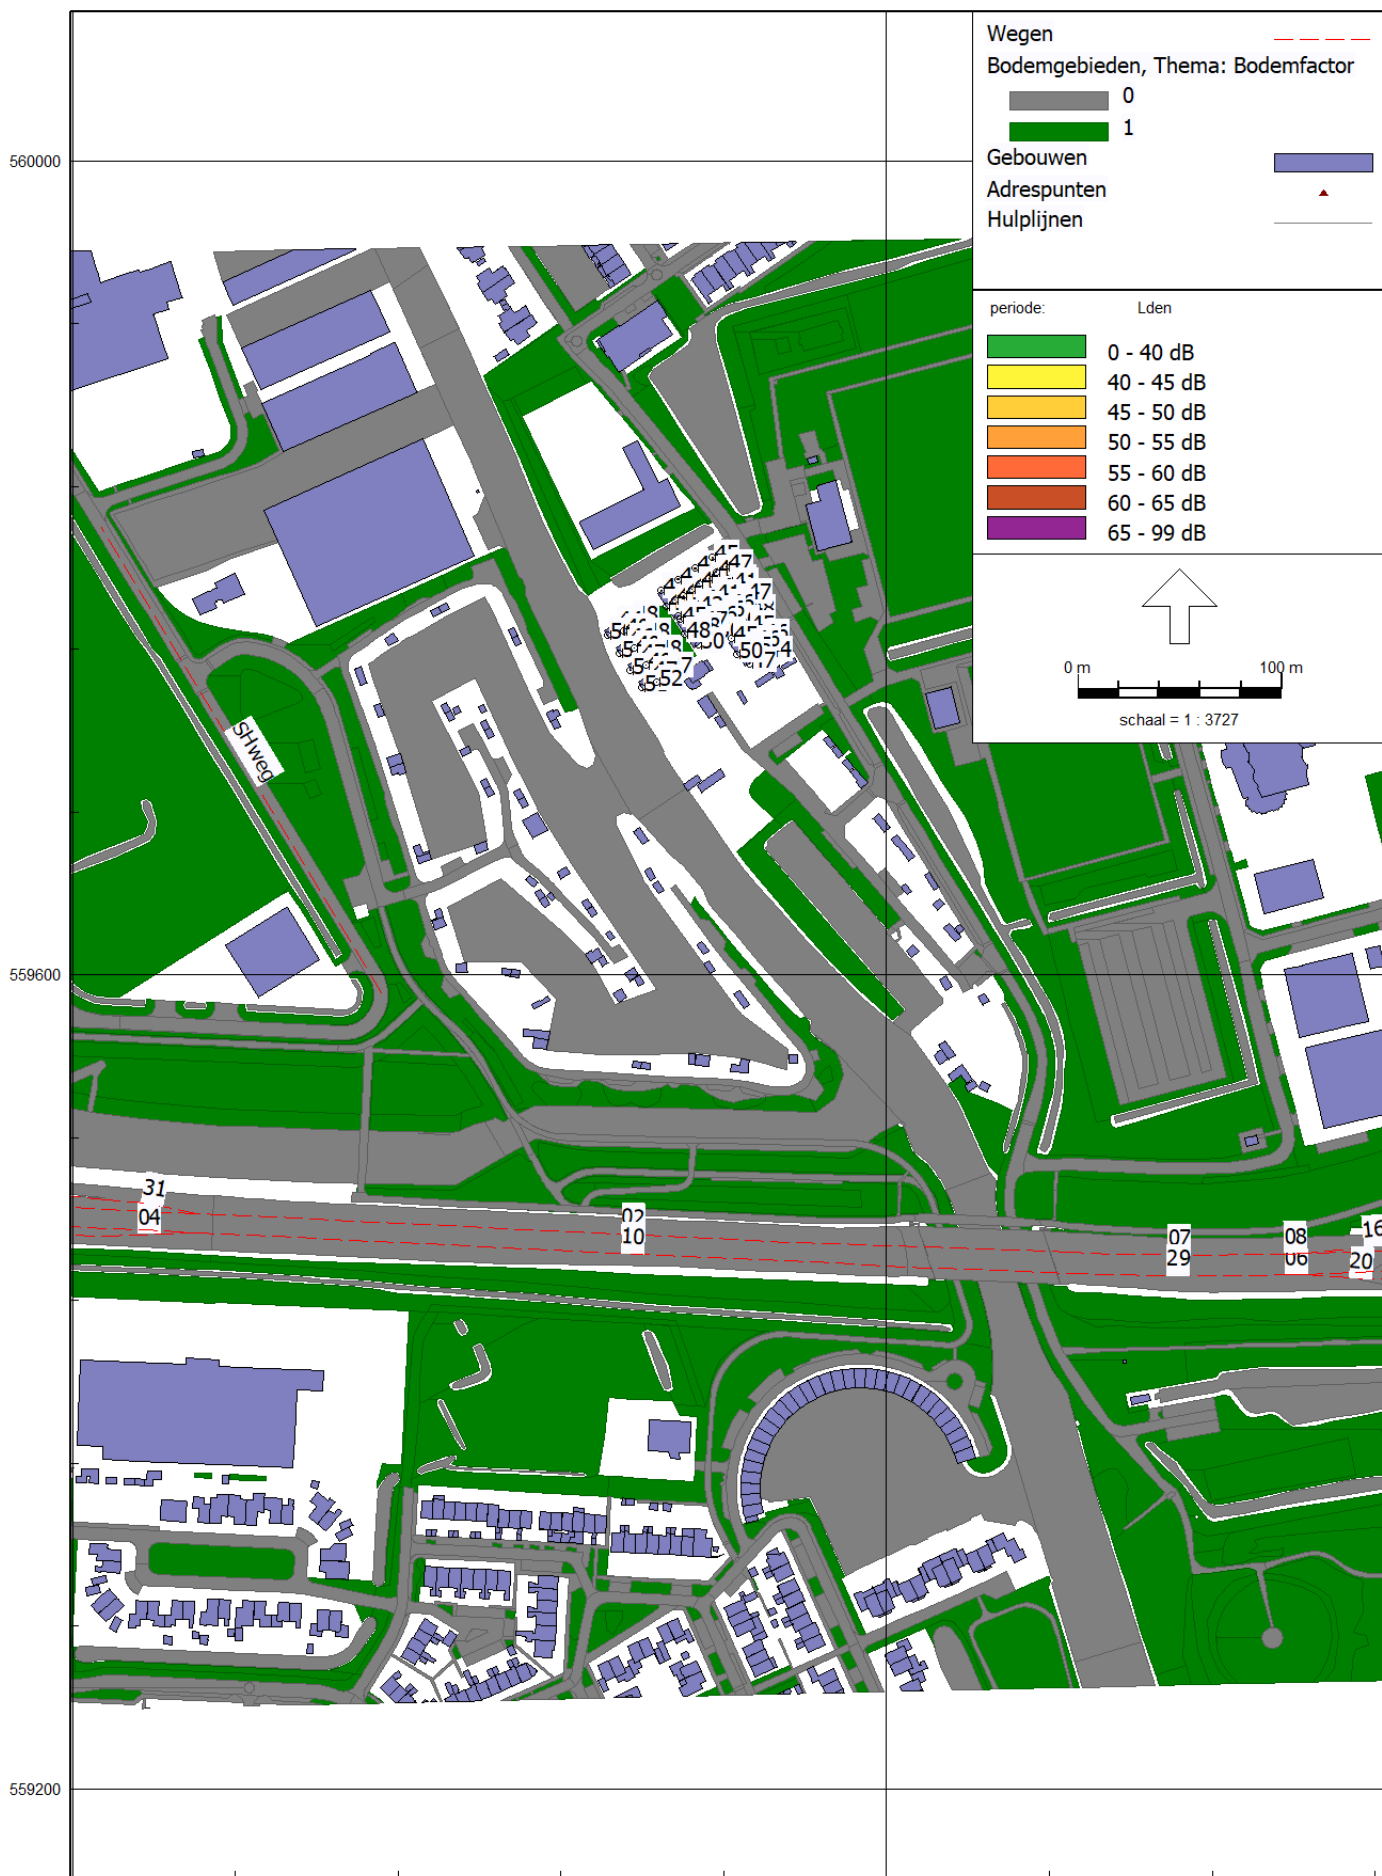 Wegen
Bodemgebieden, Thema: Bodemfactor
0
1
560000
Gebouwen
Adrespunten
Hulplijnen
periode: Lden
0 - 40 dB
40 - 45 dB
45 - 50 dB
50 - 55 dB
55 - 60 dB
60 - 65 dB
65 - 99 dB
47
47
48
50
52
0 m 100 m
schaal = 1 : 3727
SHweg
559600
31
04
02
10
07
29
08
06
16
20
559200